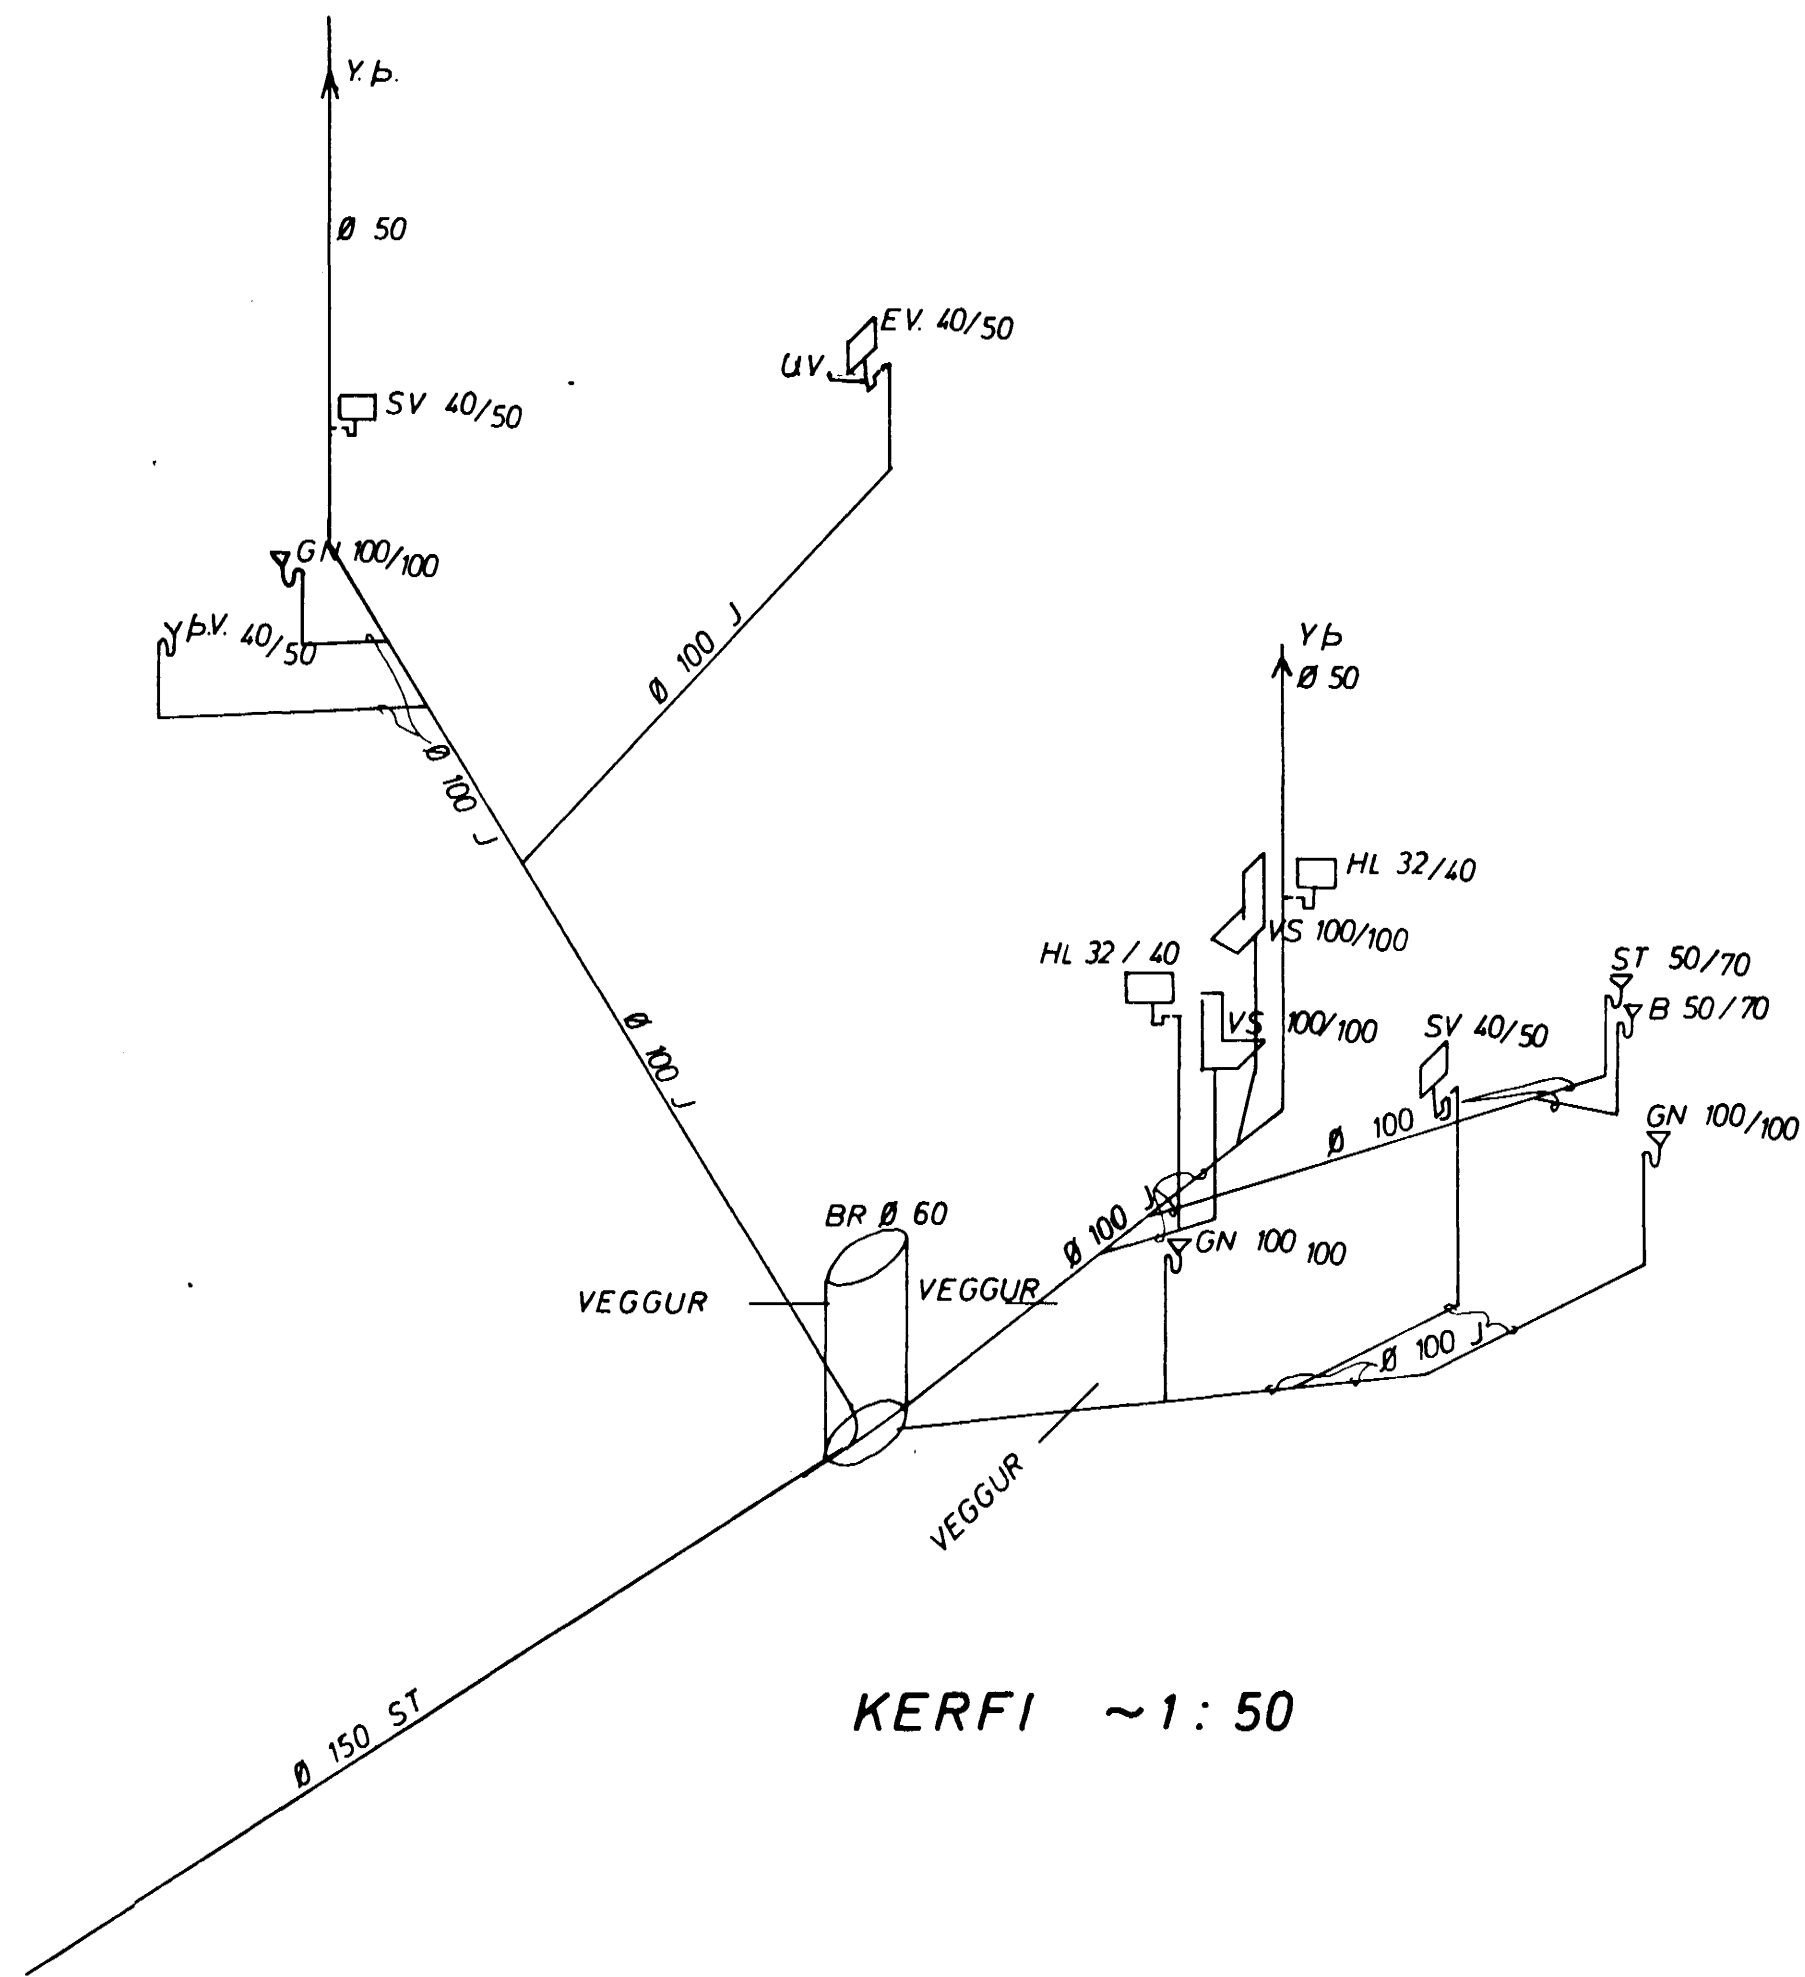 Y.Þ.
Ø 50
EV. 40/50
UV
SV 40/50
GN 100/100
Y.Þ.V. 40/50
Ø 100 J
YÞ
Ø 50
Ø 100 J
HL 32/40
VS 100/100
HL 32/40
ST 50/70
B 50/70
VS 100/100
SV 40/50
Ø 100 J
GN 100/100
Ø 100
BR Ø 60
Ø 100 J
GN 100 100
VEGGUR
VEGGUR
Ø 100 J
VEGGUR
KERFI ~1:50
Ø 150 ST